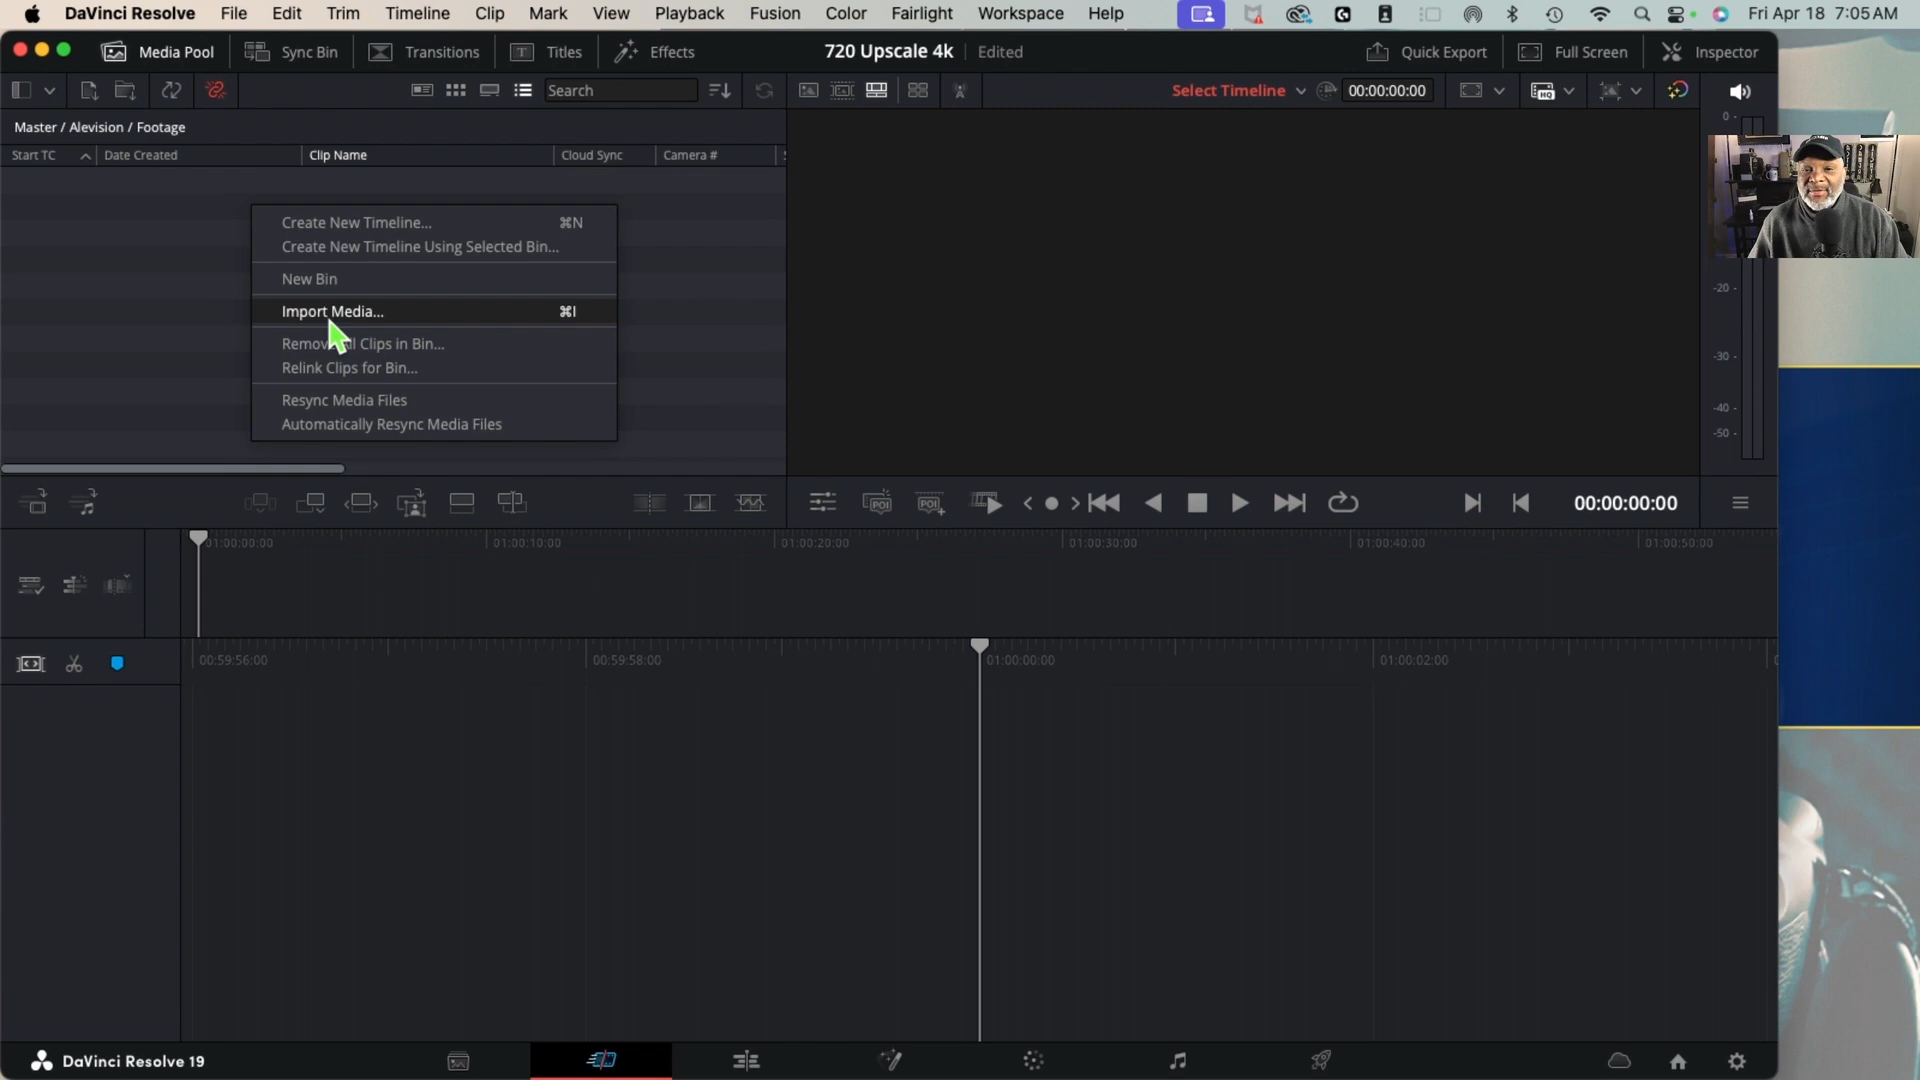 DaVinci Resolve File Edit Trim Timeline Clip Mark View Playback Fusion Color Fairlight Workspace Help Fri Apr 18 7:05 AM
Media Pool Sync Bin Transitions Titles Effects 720 Upscale 4k Edited Quick Export Full Screen Inspector
Search Select Timeline 00:00:00:00
Master / Alevision / Footage
Start TC Date Created Clip Name Cloud Sync Camera #
Create New Timeline... ⌘N
Create New Timeline Using Selected Bin...
New Bin
Import Media... ⌘I
Clips in Bin...
Relink Clips for Bin...
Resync Media Files
Automatically Resync Media Files
0
-20
-30
-40
-50
POI POI 00:00:00:00
01:00:00:00 01:00:10:00 01:00:20:00 01:00:30:00 01:00:40:00 01:00:50:00
00:59:56:00 00:59:58:00 01:00:00:00 01:00:02:00
DaVinci Resolve 19